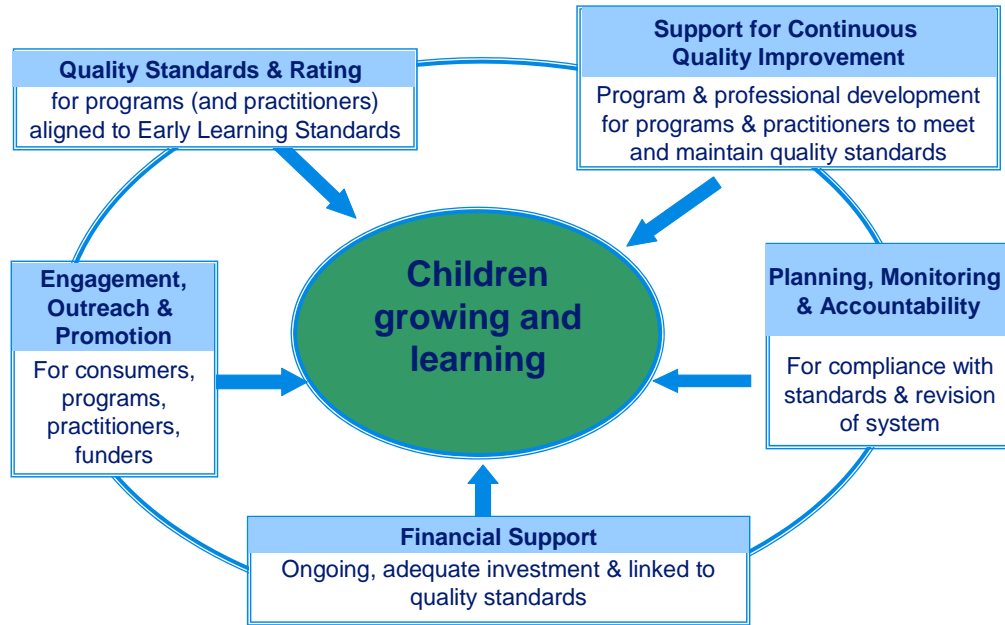 Quality Standards & Rating
for programs (and practitioners)
aligned to Early Learning Standards
Support for Continuous
Quality Improvement
Program & professional development
for programs & practitioners to meet
and maintain quality standards
Engagement,
Outreach &
Promotion
For consumers,
programs,
practitioners,
funders
Children
growing and
learning
Planning, Monitoring
& Accountability
For compliance with
standards & revision
of system
Financial Support
Ongoing, adequate investment & linked to
quality standards